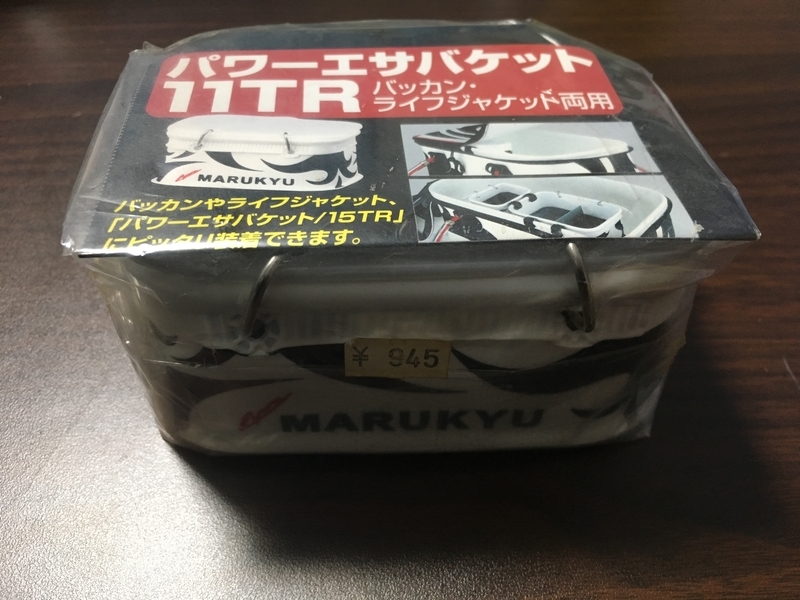 パワーエサバケット
11TR バッカン・
ライフジャケット両用
MARUKYU
バッカンやライフジャケット、
「パワーエサバケット/15TR」
にピッタリ装着できます。
¥ 945
MARUKYU